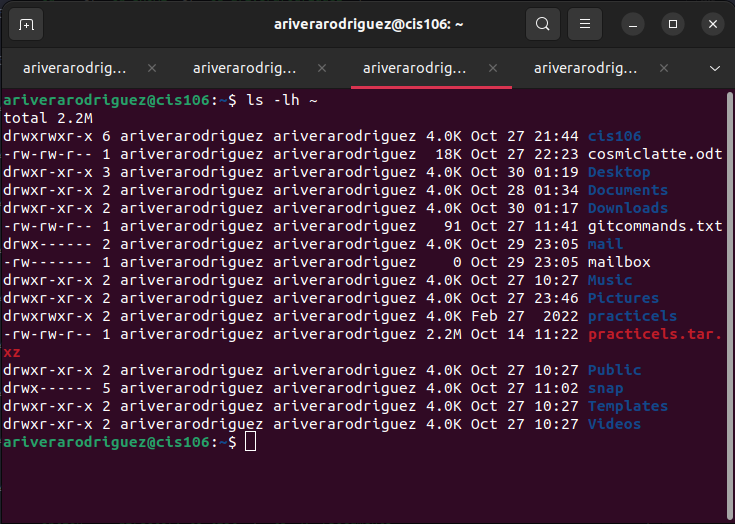 ariverarodriguez@cis106: ~
ariverarodrig… ariverarodrig… ariverarodrig… ariverarodrig…
ariverarodriguez@cis106:~$ ls -lh ~
total 2.2M
drwxrwxr-x 6 ariverarodriguez ariverarodriguez 4.0K Oct 27 21:44 cis106
-rw-rw-r-- 1 ariverarodriguez ariverarodriguez  18K Oct 27 22:23 cosmiclatte.odt
drwxr-xr-x 3 ariverarodriguez ariverarodriguez 4.0K Oct 30 01:19 Desktop
drwxr-xr-x 2 ariverarodriguez ariverarodriguez 4.0K Oct 28 01:34 Documents
drwxr-xr-x 2 ariverarodriguez ariverarodriguez 4.0K Oct 30 01:17 Downloads
-rw-rw-r-- 1 ariverarodriguez ariverarodriguez   91 Oct 27 11:41 gitcommands.txt
drwx------ 2 ariverarodriguez ariverarodriguez 4.0K Oct 29 23:05 mail
-rw------- 1 ariverarodriguez ariverarodriguez    0 Oct 29 23:05 mailbox
drwxr-xr-x 2 ariverarodriguez ariverarodriguez 4.0K Oct 27 10:27 Music
drwxr-xr-x 2 ariverarodriguez ariverarodriguez 4.0K Oct 27 23:46 Pictures
drwxrwxr-x 2 ariverarodriguez ariverarodriguez 4.0K Feb 27  2022 practicels
-rw-rw-r-- 1 ariverarodriguez ariverarodriguez 2.2M Oct 14 11:22 practicels.tar.
xz
drwxr-xr-x 2 ariverarodriguez ariverarodriguez 4.0K Oct 27 10:27 Public
drwx------ 5 ariverarodriguez ariverarodriguez 4.0K Oct 27 11:02 snap
drwxr-xr-x 2 ariverarodriguez ariverarodriguez 4.0K Oct 27 10:27 Templates
drwxr-xr-x 2 ariverarodriguez ariverarodriguez 4.0K Oct 27 10:27 Videos
ariverarodriguez@cis106:~$